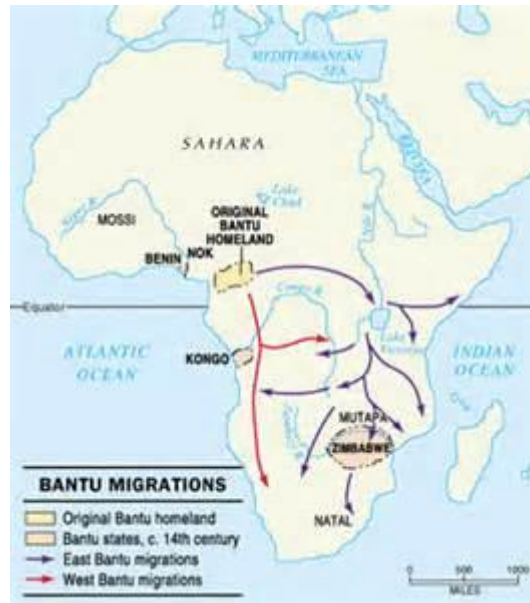 MEDITERRANEAN
SEA
SAHARA
Lake
Chad
Niger R.
Nile R.
MOSSI
ORIGINAL
BANTU
HOMELAND
BENIN
NOK
Congo R.
Equator
Lake
Victoria
ATLANTIC
OCEAN
KONGO
INDIAN
OCEAN
MUTAPA
ZIMBABWE
NATAL
BANTU MIGRATIONS
Original Bantu homeland
Bantu states, c. 14th century
East Bantu migrations
West Bantu migrations
0 500 1000
MILES